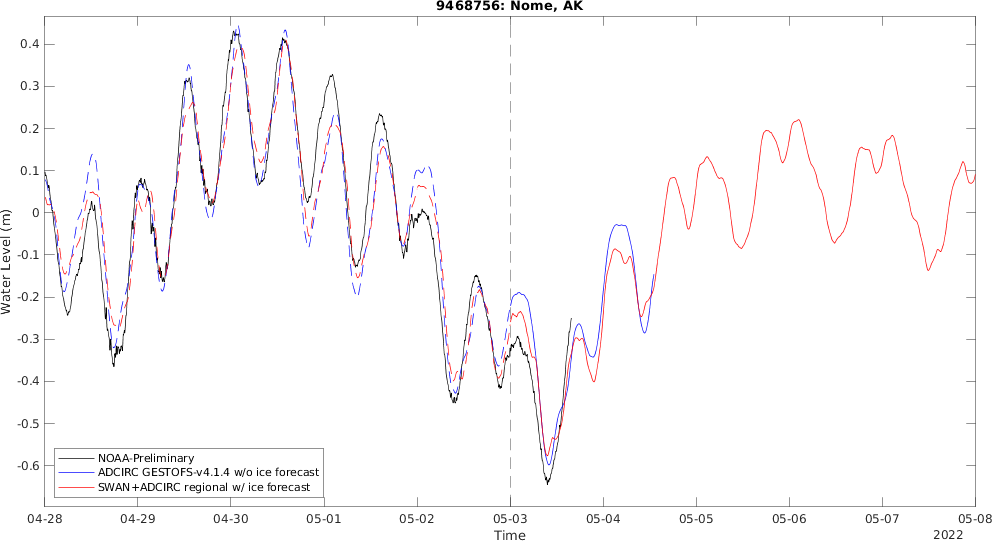 9468756: Nome, AK
Water Level (m)
0.4
0.3
0.2
0.1
0
-0.1
-0.2
-0.3
-0.4
-0.5
-0.6
NOAA-Preliminary
ADCIRC GESTOFS-v4.1.4 w/o ice forecast
SWAN+ADCIRC regional w/ ice forecast
04-28 04-29 04-30 05-01 05-02 05-03 05-04 05-05 05-06 05-07 05-08
Time
2022